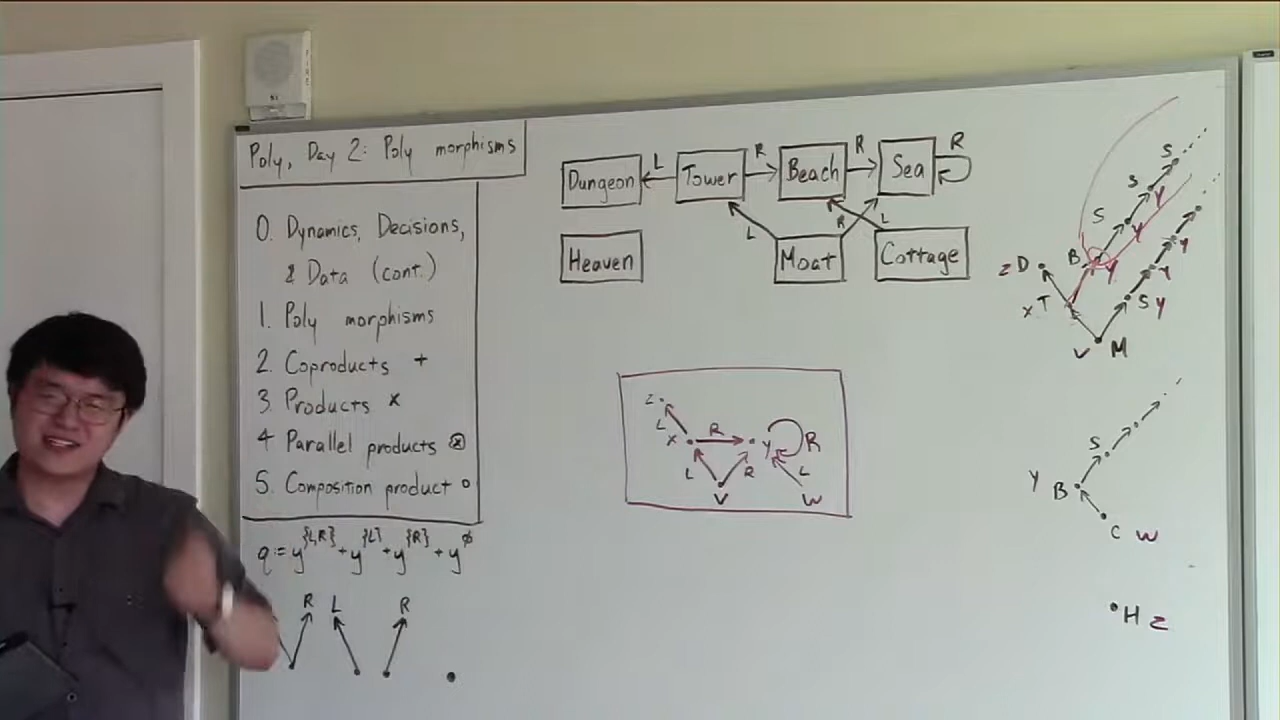 FIRE
Poly, Day 2: Poly morphisms
0. Dynamics, Decisions,
& Data (cont.)
1. Poly morphisms
2. Coproducts +
3. Products ×
4 Parallel products ⊗
5. Composition product ∘
q := y^{L,R} + y^{L} + y^{R} + y^∅
R L R
L R R R
Dungeon Tower Beach Sea
L R L
Heaven Moat Cottage
z
L x R y R
L R L
v w
S
S y
S y
B y y
z D y
x T S y
v M
S
y B
C w
H z